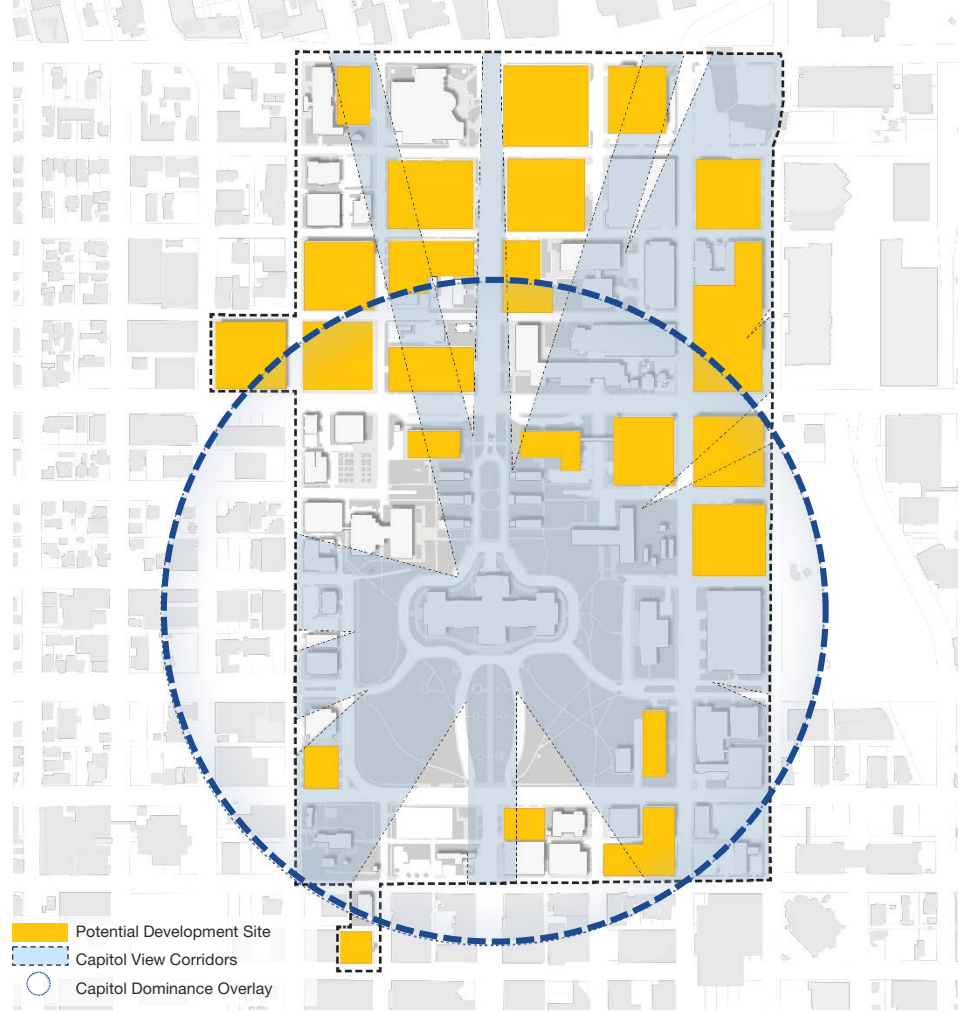 Potential Development Site
Capitol View Corridors
Capitol Dominance Overlay